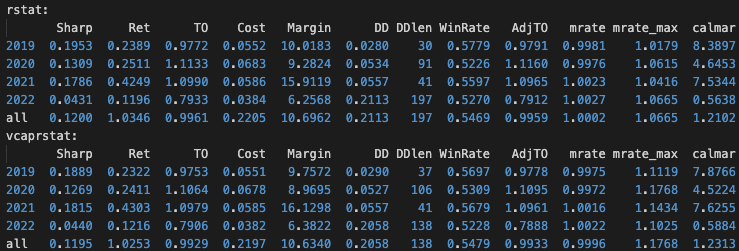 rstat:
Sharp Ret TO Cost Margin DD DDlen WinRate AdjTO mrate mrate_max calmar
2019 0.1953 0.2389 0.9772 0.0552 10.0183 0.0280 30 0.5779 0.9791 0.9981 1.0179 8.3897
2020 0.1309 0.2511 1.1133 0.0683 9.2824 0.0534 91 0.5226 1.1160 0.9976 1.0615 4.6453
2021 0.1786 0.4249 1.0990 0.0586 15.9119 0.0557 41 0.5597 1.0965 1.0023 1.0416 7.5344
2022 0.0431 0.1196 0.7933 0.0384 6.2568 0.2113 197 0.5270 0.7912 1.0027 1.0665 0.5638
all 0.1200 1.0346 0.9961 0.2205 10.6962 0.2113 197 0.5469 0.9959 1.0002 1.0665 1.2102
vcaprstat:
Sharp Ret TO Cost Margin DD DDlen WinRate AdjTO mrate mrate_max calmar
2019 0.1889 0.2322 0.9753 0.0551 9.7572 0.0290 37 0.5697 0.9778 0.9975 1.1119 7.8766
2020 0.1269 0.2411 1.1064 0.0678 8.9695 0.0527 106 0.5309 1.1095 0.9972 1.1768 4.5224
2021 0.1815 0.4303 1.0979 0.0585 16.1298 0.0557 41 0.5679 1.0961 1.0016 1.1434 7.6255
2022 0.0440 0.1216 0.7906 0.0382 6.3822 0.2058 138 0.5228 0.7888 1.0022 1.1025 0.5884
all 0.1195 1.0253 0.9929 0.2197 10.6340 0.2058 138 0.5479 0.9933 0.9996 1.1768 1.2313